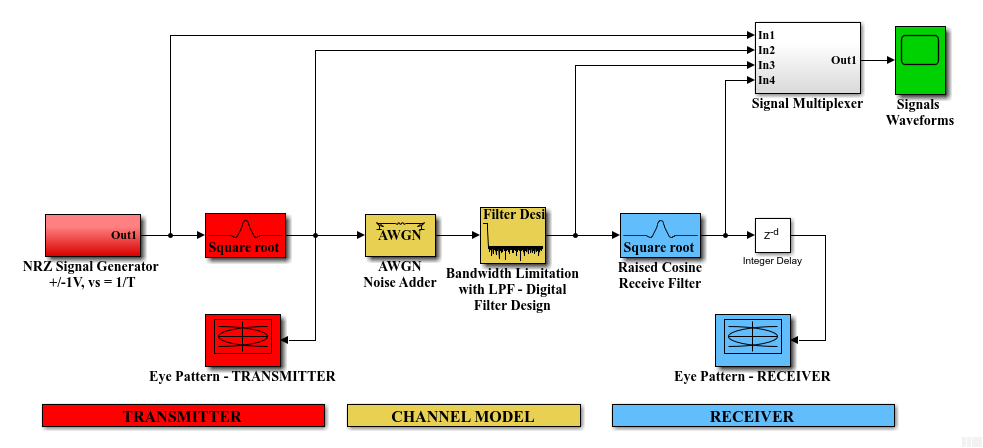 In1
In2
In3
In4
Out1
Signal Multiplexer
Signals
Waveforms
Out1
NRZ Signal Generator
+/-1V, vs = 1/T
Square root
AWGN
AWGN
Noise Adder
Filter Desi
Bandwidth Limitation
with LPF - Digital
Filter Design
Square root
Raised Cosine
Receive Filter
z-d
Integer Delay
Eye Pattern - TRANSMITTER
Eye Pattern - RECEIVER
TRANSMITTER
CHANNEL MODEL
RECEIVER